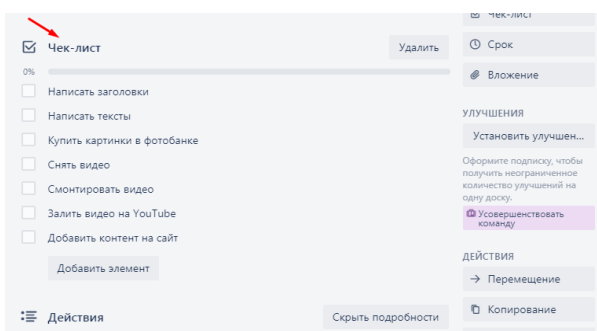 Чек-лист
Удалить
0%
Написать заголовки
Написать тексты
Купить картинки в фотобанке
Снять видео
Смонтировать видео
Залить видео на YouTube
Добавить контент на сайт
Добавить элемент
Действия
Скрыть подробности
Чек-лист
Срок
Вложение
УЛУЧШЕНИЯ
Установить улучшен...
Оформите подписку, чтобы
получить неограниченное
количество улучшений на
одну доску.
Усовершенствовать
команду
ДЕЙСТВИЯ
Перемещение
Копирование